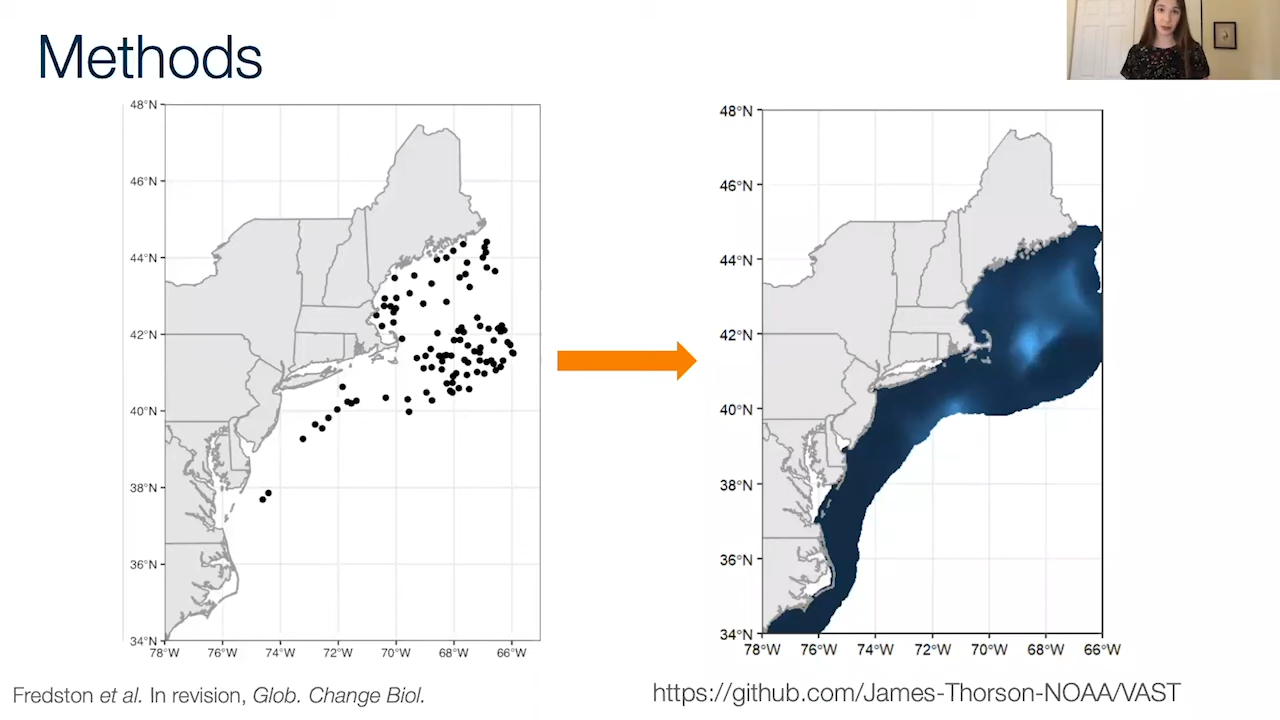 Methods
48°N
46°N
44°N
42°N
40°N
38°N
36°N
34°N
78°W 76°W 74°W 72°W 70°W 68°W 66°W
48°N
46°N
44°N
42°N
40°N
38°N
36°N
34°N
78°W 76°W 74°W 72°W 70°W 68°W 66°W
Fredston et al. In revision, Glob. Change Biol.
https://github.com/James-Thorson-NOAA/VAST